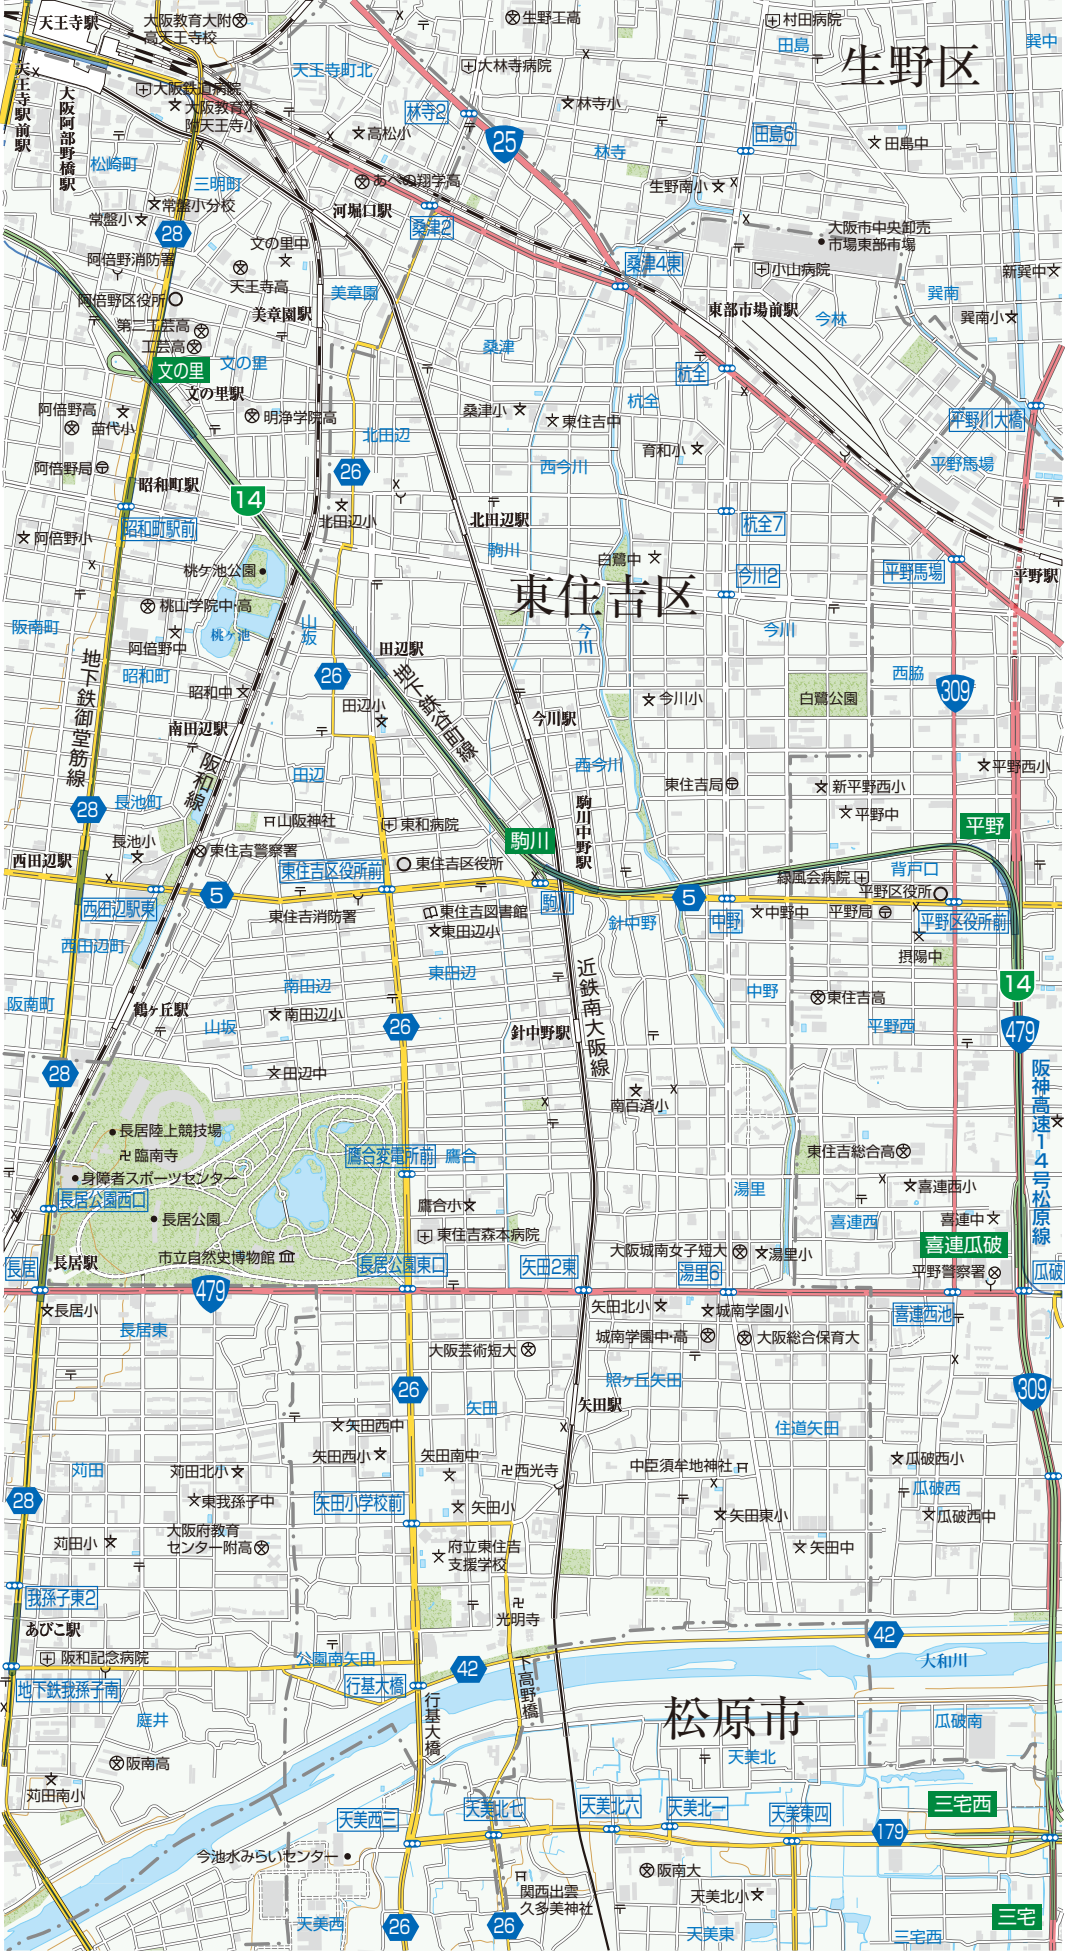 天王寺駅
大阪教育大附
高天王寺校
生野工高
村田病院
田島
生野区
巽中
天王寺町北
大林寺病院
天王寺駅前駅
大阪阿部野橋駅
大阪鉄道病院
大阪教育大
附天王寺小
高松小
林寺2
25
林寺小
林寺
田島6
田島中
松崎町
三明町
あべの翔学高
生野南小
常盤小分校
常盤小
河堀口駅
桑津2
28
文の里中
大阪市中央卸売
市場東部市場
阿倍野消防署
天王寺高
桑津4東
小山病院
新巽中
阿倍野区役所
美章園
巽南
第二工芸高
美章園駅
東部市場前駅
今林
巽南小
工芸高
文の里
文の里
桑津
文の里駅
杭全
杭全
阿倍野高
苗代小
明浄学院高
桑津小
東住吉中
平野川大橋
北田辺
育和小
阿倍野局
26
西今川
平野馬場
昭和町駅
14
昭和町駅前
北田辺小
北田辺駅
杭全7
阿倍野小
駒川
白鷺中
桃ケ池公園
今川2
平野馬場
平野駅
東住吉区
桃山学院中・高
阪南町
桃ヶ池
山坂
今川
今川
阿倍野中
田辺駅
地下鉄御堂筋線
昭和町
26
地下鉄谷町線
西脇
昭和中
田辺小
今川小
白鷺公園
309
南田辺駅
今川駅
阪和線
田辺
西今川
東住吉局
平野西小
新平野西小
28
長池町
駒川中野駅
平野中
山阪神社
東和病院
駒川
平野
長池小
東住吉警察署
西田辺駅
東住吉区役所前
東住吉区役所
背戸口
緑風会病院
平野区役所
5
5
西田辺駅東
東住吉消防署
東住吉図書館
駒川
中野
中野中
平野局
平野区役所前
東田辺小
針中野
西田辺町
摂陽中
近鉄南大阪線
東田辺
南田辺
中野
東住吉高
14
阪南町
鶴ヶ丘駅
山坂
南田辺小
26
針中野駅
平野西
479
28
田辺中
阪神高速14号松原線
南百済小
長居陸上競技場
臨南寺
鷹合変電所前
鷹合
東住吉総合高
身障者スポーツセンター
長居公園西口
湯里
喜連西小
長居公園
鷹合小
喜連西
喜連中
東住吉森本病院
市立自然史博物館
大阪城南女子短大
湯里小
喜連瓜破
長居
長居駅
長居公園東口
矢田2東
湯里6
平野警察署
瓜破
479
長居小
矢田北小
城南学園小
喜連西池
長居東
城南学園中・高
大阪総合保育大
大阪芸術短大
26
照ヶ丘矢田
309
矢田
矢田駅
矢田西中
住道矢田
矢田西小
矢田南中
瓜破西小
苅田
苅田北小
西光寺
中臣須牟地神社
瓜破西
28
東我孫子中
矢田小学校前
矢田小
矢田東小
瓜破西中
大阪府教育
センター附高
苅田小
府立東住吉
支援学校
矢田中
我孫子東2
光明寺
あびこ駅
42
阪和記念病院
公園南矢田
42
下高野橋
大和川
地下鉄我孫子南
行基大橋
行基大橋
松原市
庭井
瓜破南
阪南高
天美北
苅田南小
天美西三
天美北七
天美北六
天美北一
天美東四
三宅西
179
今池水みらいセンター
阪南大
関西出雲
久多美神社
天美北小
天美西
26
26
天美東
三宅
三宅西